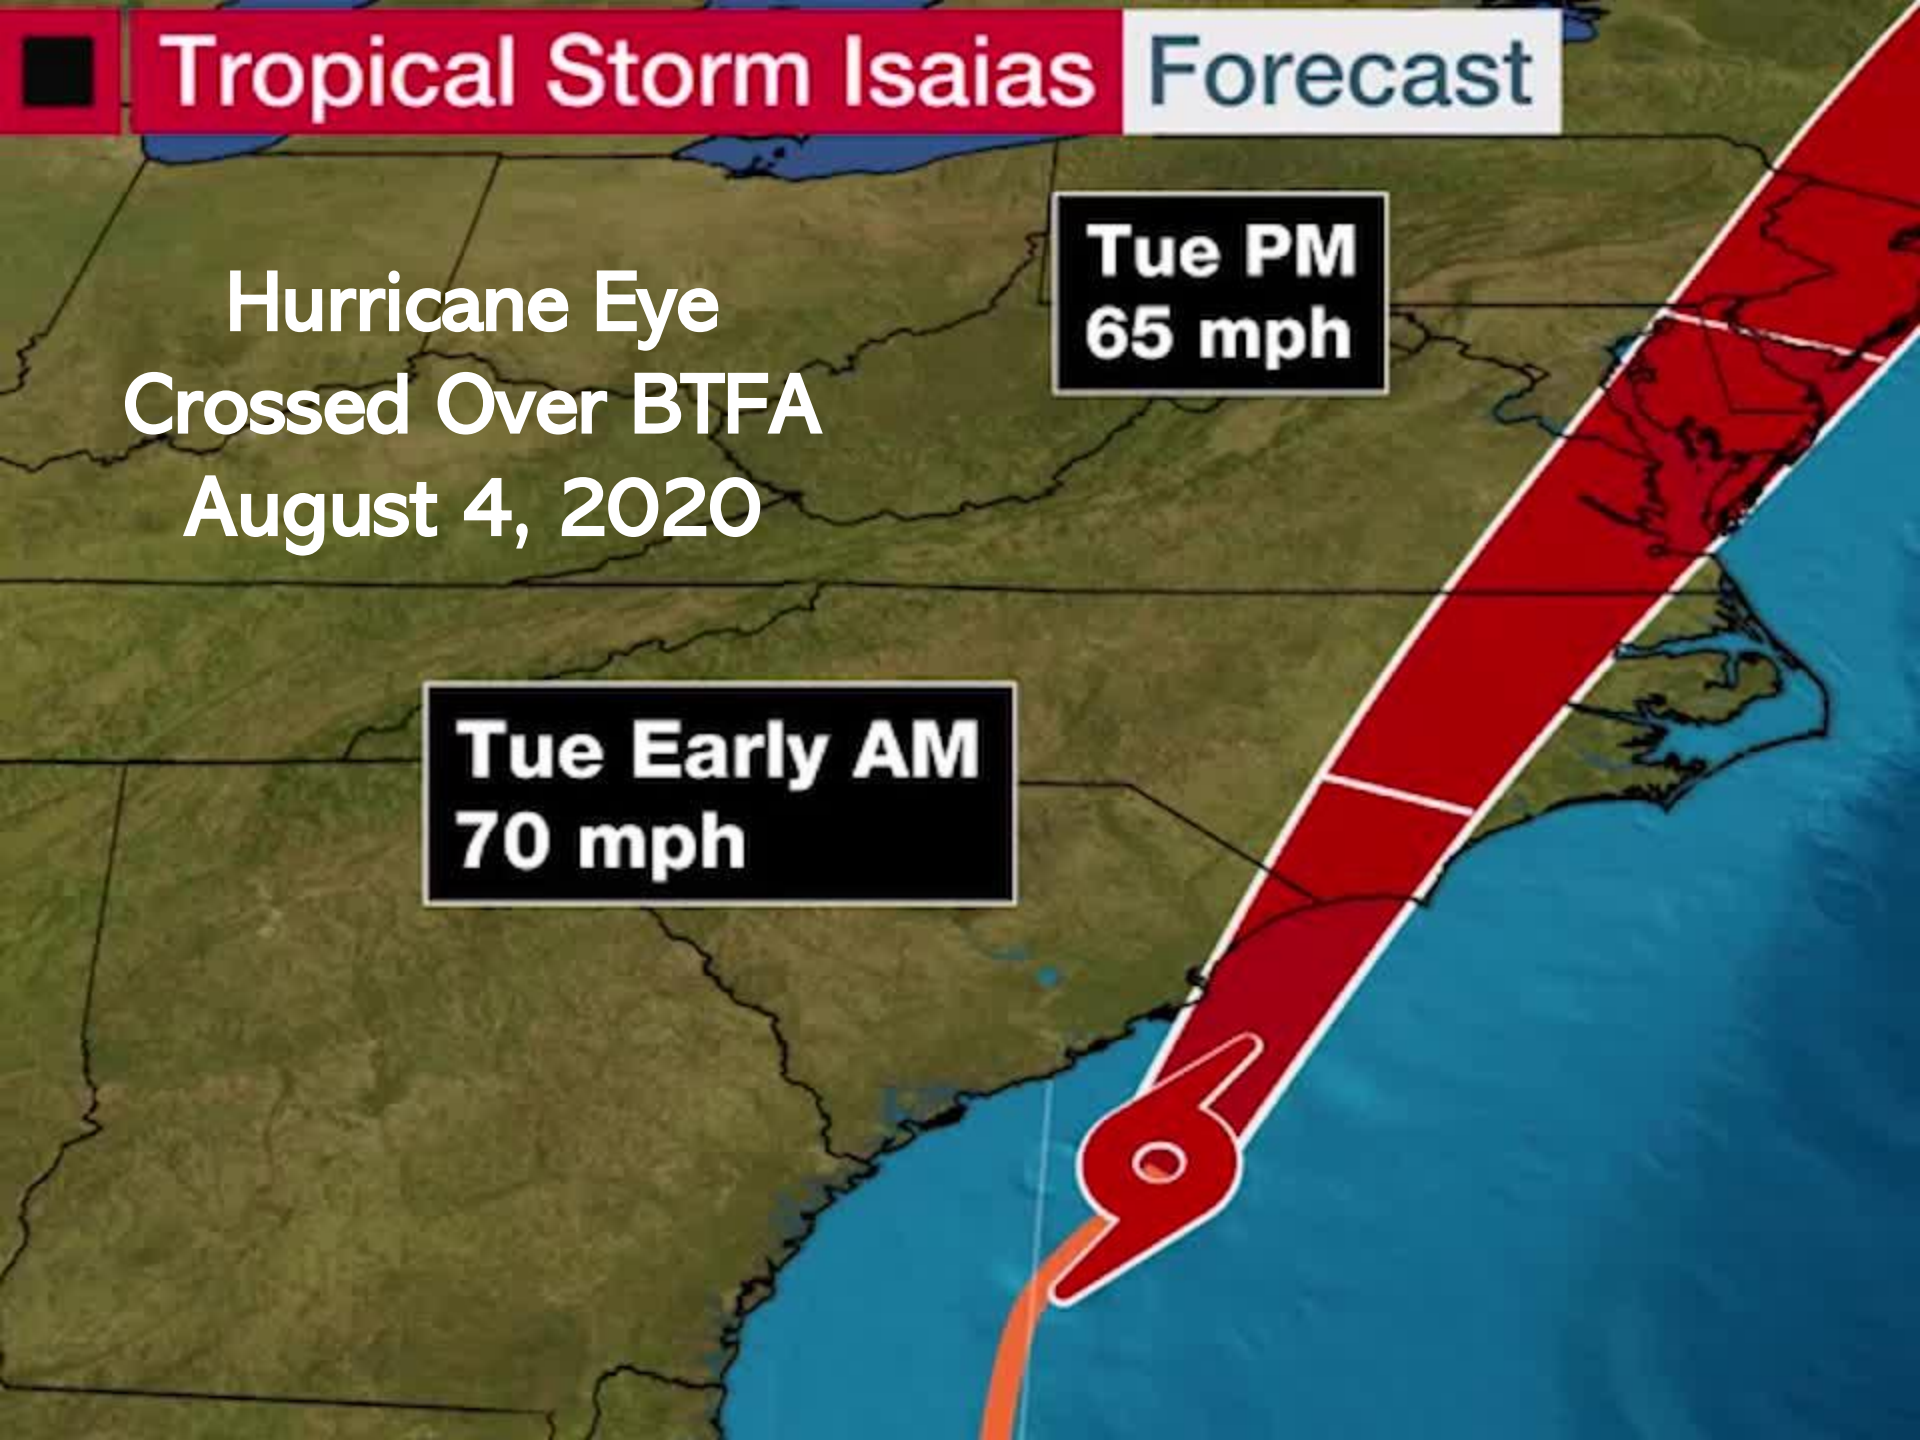 Tropical Storm Isaias Forecast
Hurricane Eye
Crossed Over BTFA
August 4, 2020
Tue PM
65 mph
Tue Early AM
70 mph